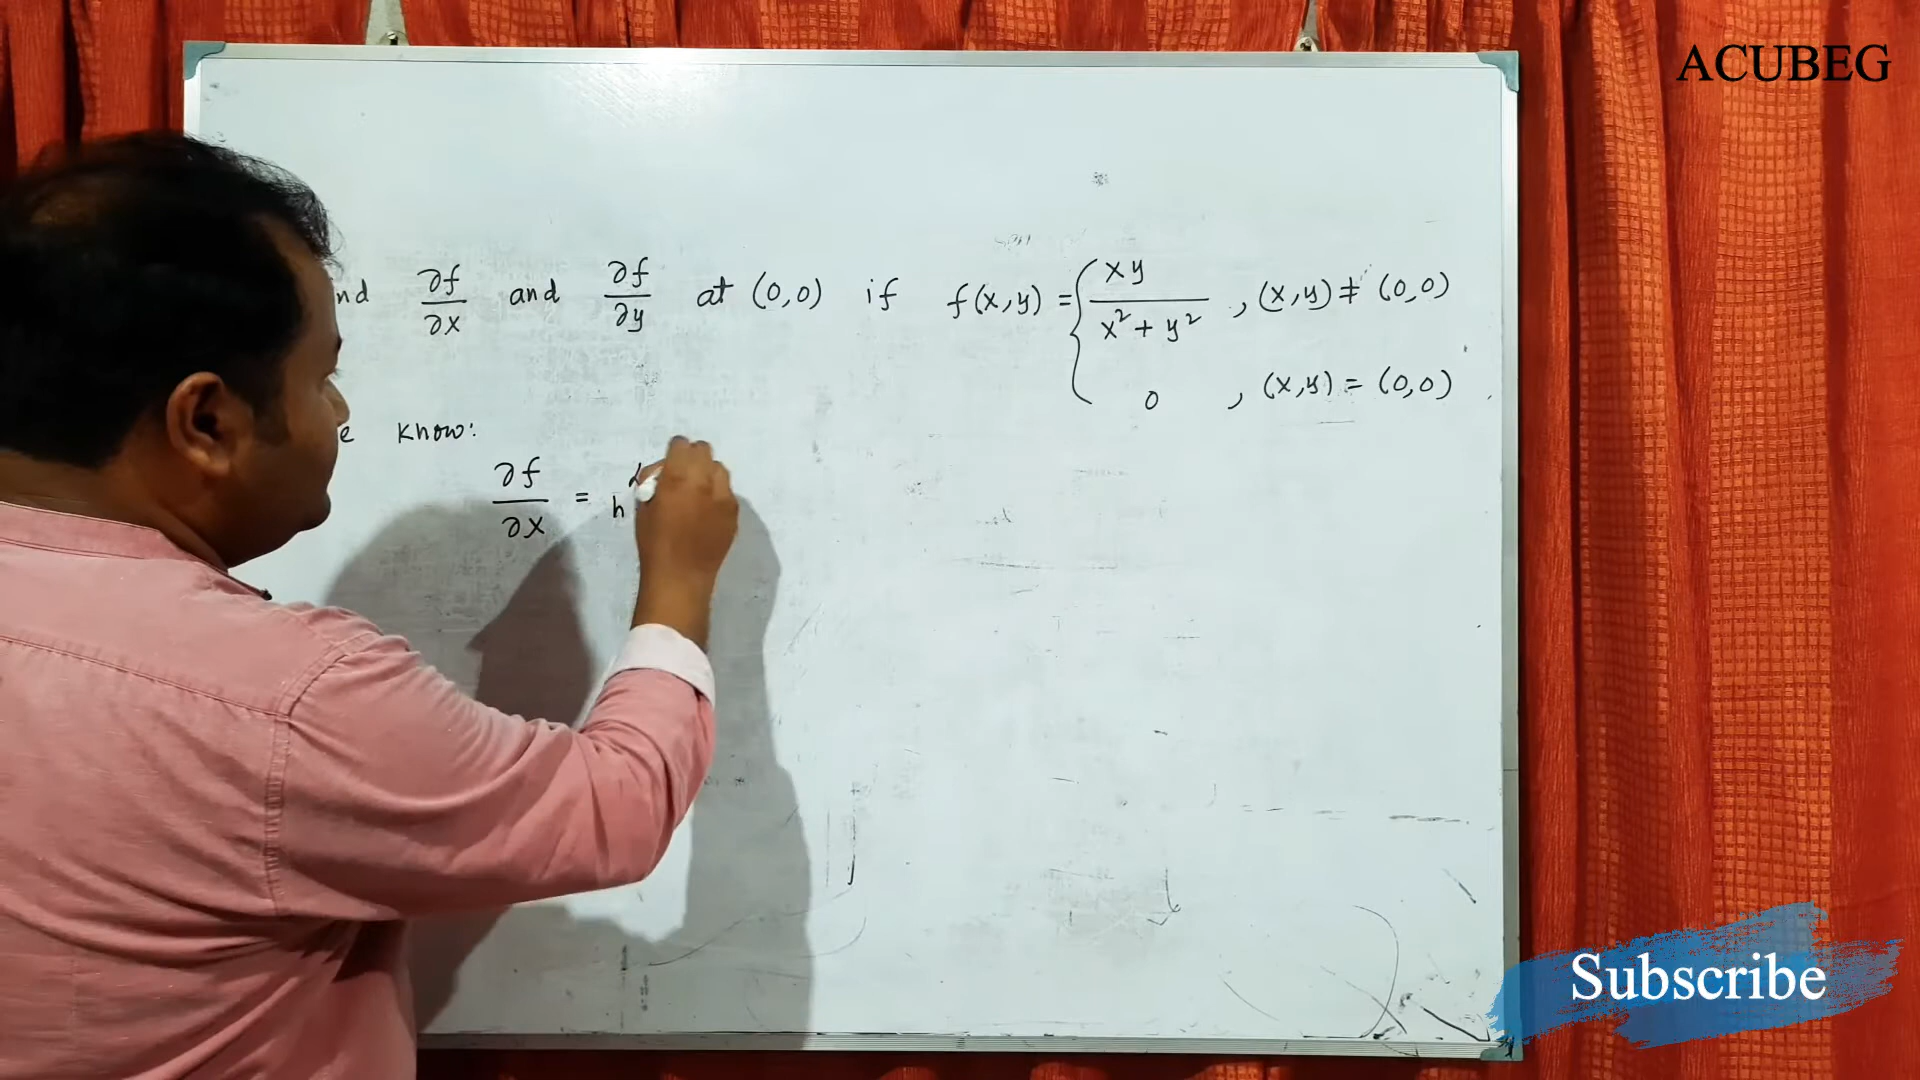 ACUBEG
nd ∂f/∂x and ∂f/∂y at (0,0) if f(x,y) = { xy/(x² + y²) , (x,y) ≠ (0,0)
0 , (x,y) = (0,0)
e know:
∂f/∂x = h
Subscribe